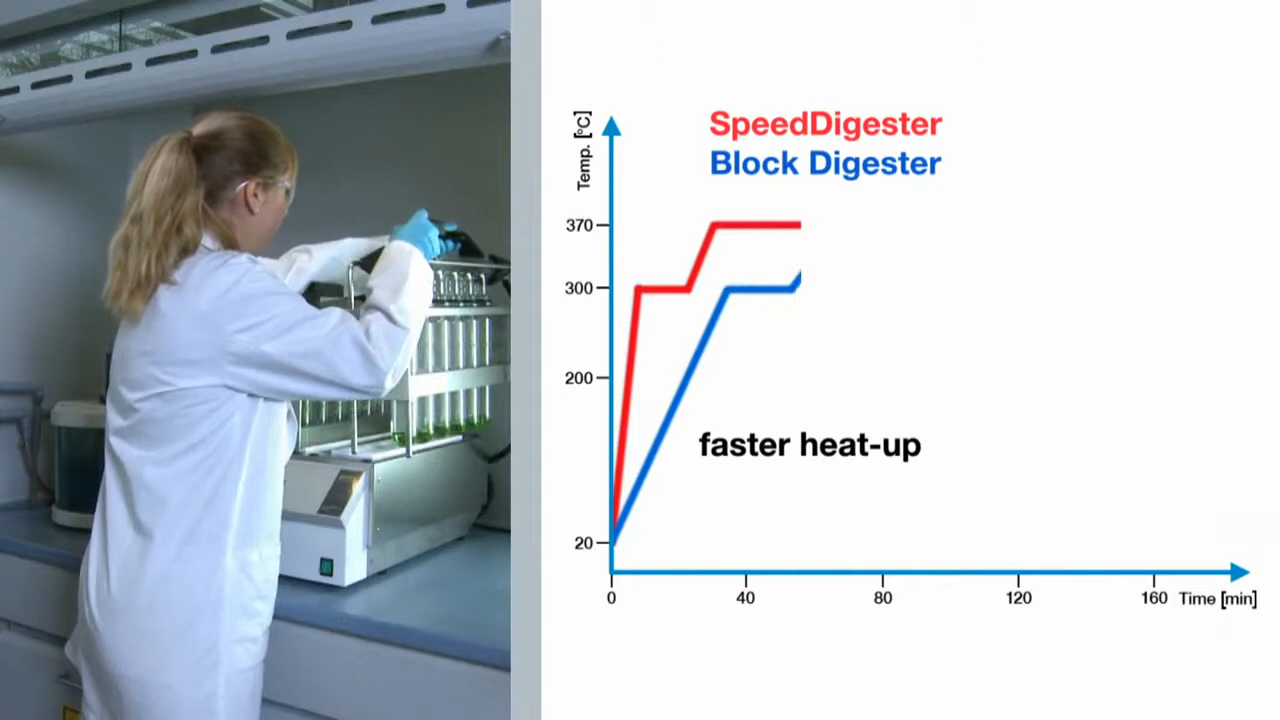 SpeedDigester
Block Digester
Temp. [°C]
370
300
200
20
faster heat-up
0
40
80
120
160
Time [min]